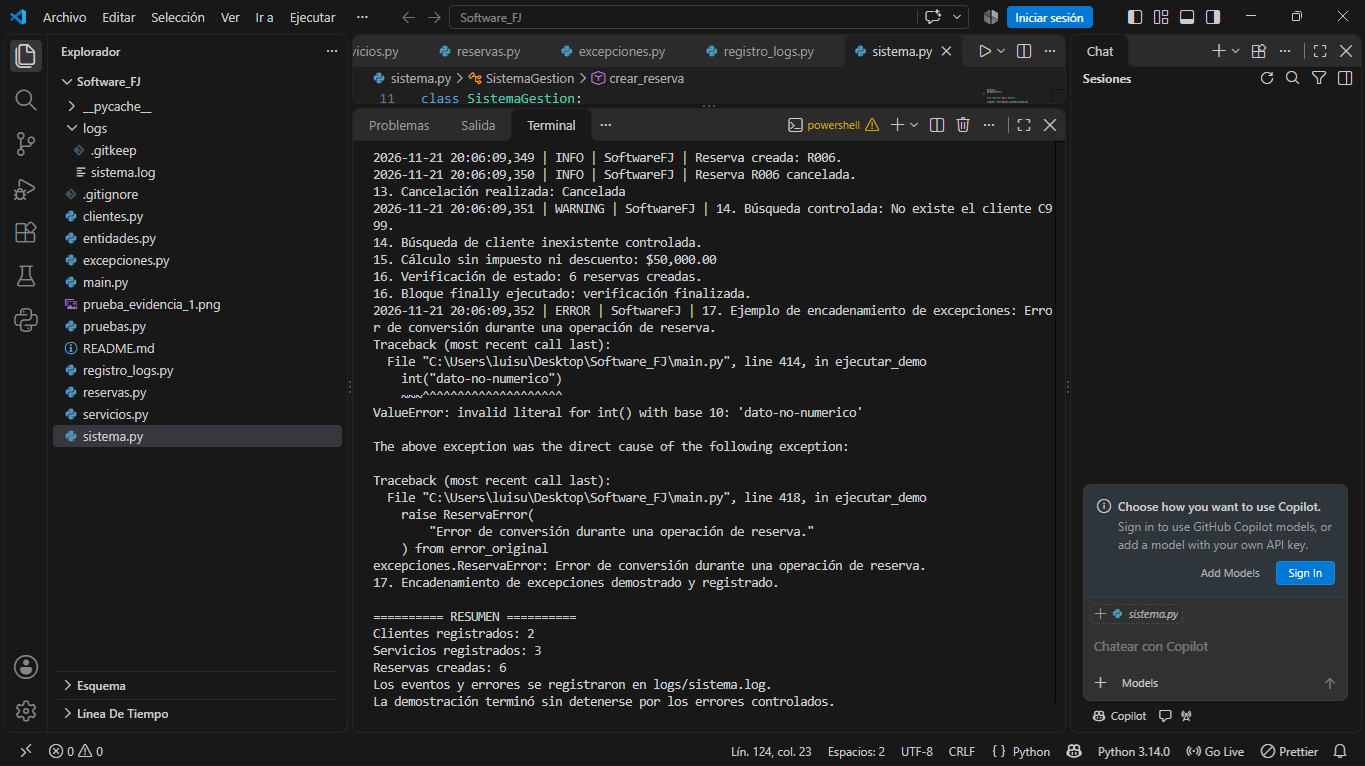 Archivo Editar Selección Ver Ir a Ejecutar ··· Software_FJ Iniciar sesión
Explorador ···
Software_FJ
__pycache__
logs
.gitkeep
sistema.log
.gitignore
clientes.py
entidades.py
excepciones.py
main.py
prueba_evidencia_1.png
pruebas.py
README.md
registro_logs.py
reservas.py
servicios.py
sistema.py
Esquema
Línea De Tiempo
vicios.py reservas.py excepciones.py registro_logs.py sistema.py
sistema.py > SistemaGestion > crear_reserva
11 class SistemaGestion:
Problemas Salida Terminal ··· powershell
2026-11-21 20:06:09,349 | INFO | SoftwareFJ | Reserva creada: R006.
2026-11-21 20:06:09,350 | INFO | SoftwareFJ | Reserva R006 cancelada.
13. Cancelación realizada: Cancelada
2026-11-21 20:06:09,351 | WARNING | SoftwareFJ | 14. Búsqueda controlada: No existe el cliente C9
99.
14. Búsqueda de cliente inexistente controlada.
15. Cálculo sin impuesto ni descuento: $50,000.00
16. Verificación de estado: 6 reservas creadas.
16. Bloque finally ejecutado: verificación finalizada.
2026-11-21 20:06:09,352 | ERROR | SoftwareFJ | 17. Ejemplo de encadenamiento de excepciones: Erro
r de conversión durante una operación de reserva.
Traceback (most recent call last):
  File "C:\Users\luisu\Desktop\Software_FJ\main.py", line 414, in ejecutar_demo
    int("dato-no-numerico")
    ~~~^^^^^^^^^^^^^^^^^^^^
ValueError: invalid literal for int() with base 10: 'dato-no-numerico'
The above exception was the direct cause of the following exception:
Traceback (most recent call last):
  File "C:\Users\luisu\Desktop\Software_FJ\main.py", line 418, in ejecutar_demo
    raise ReservaError(
        "Error de conversión durante una operación de reserva."
    ) from error_original
excepciones.ReservaError: Error de conversión durante una operación de reserva.
17. Encadenamiento de excepciones demostrado y registrado.
========== RESUMEN ==========
Clientes registrados: 2
Servicios registrados: 3
Reservas creadas: 6
Los eventos y errores se registraron en logs/sistema.log.
La demostración terminó sin detenerse por los errores controlados.
Chat
Sesiones
Choose how you want to use Copilot.
Sign in to use GitHub Copilot models, or
add a model with your own API key.
Add Models Sign In
sistema.py
Chatear con Copilot
Models
Copilot
0 0 Lín. 124, col. 23 Espacios: 2 UTF-8 CRLF { } Python Python 3.14.0 Go Live Prettier